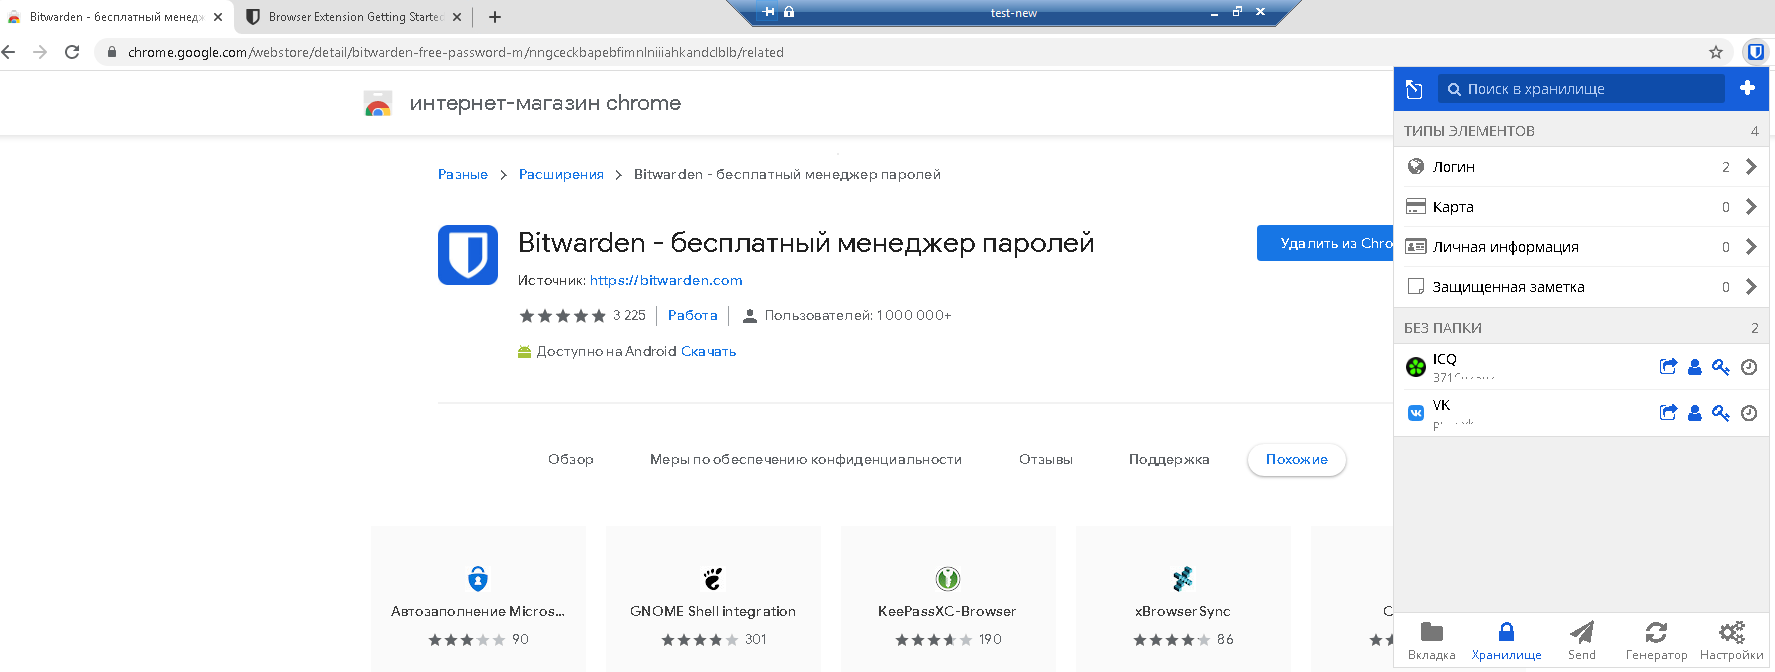 Bitwarden - бесплатный менедж
Browser Extension Getting Started
test-new
chrome.google.com/webstore/detail/bitwarden-free-password-m/nngceckbapebfimnlniiiahkandclblb/related
интернет-магазин chrome
Разные
Расширения
Bitwarden - бесплатный менеджер паролей
Bitwarden - бесплатный менеджер паролей
Удалить из Chro
Источник: https://bitwarden.com
3 225
Работа
Пользователей: 1 000 000+
Доступно на Android Скачать
Обзор
Меры по обеспечению конфиденциальности
Отзывы
Поддержка
Похожие
Автозаполнение Micros...
90
GNOME Shell integration
301
KeePassXC-Browser
190
xBrowserSync
86
Поиск в хранилище
ТИПЫ ЭЛЕМЕНТОВ 4
Логин 2
Карта 0
Личная информация 0
Защищенная заметка 0
БЕЗ ПАПКИ 2
ICQ
VK
Вкладка
Хранилище
Send
Генератор
Настройки